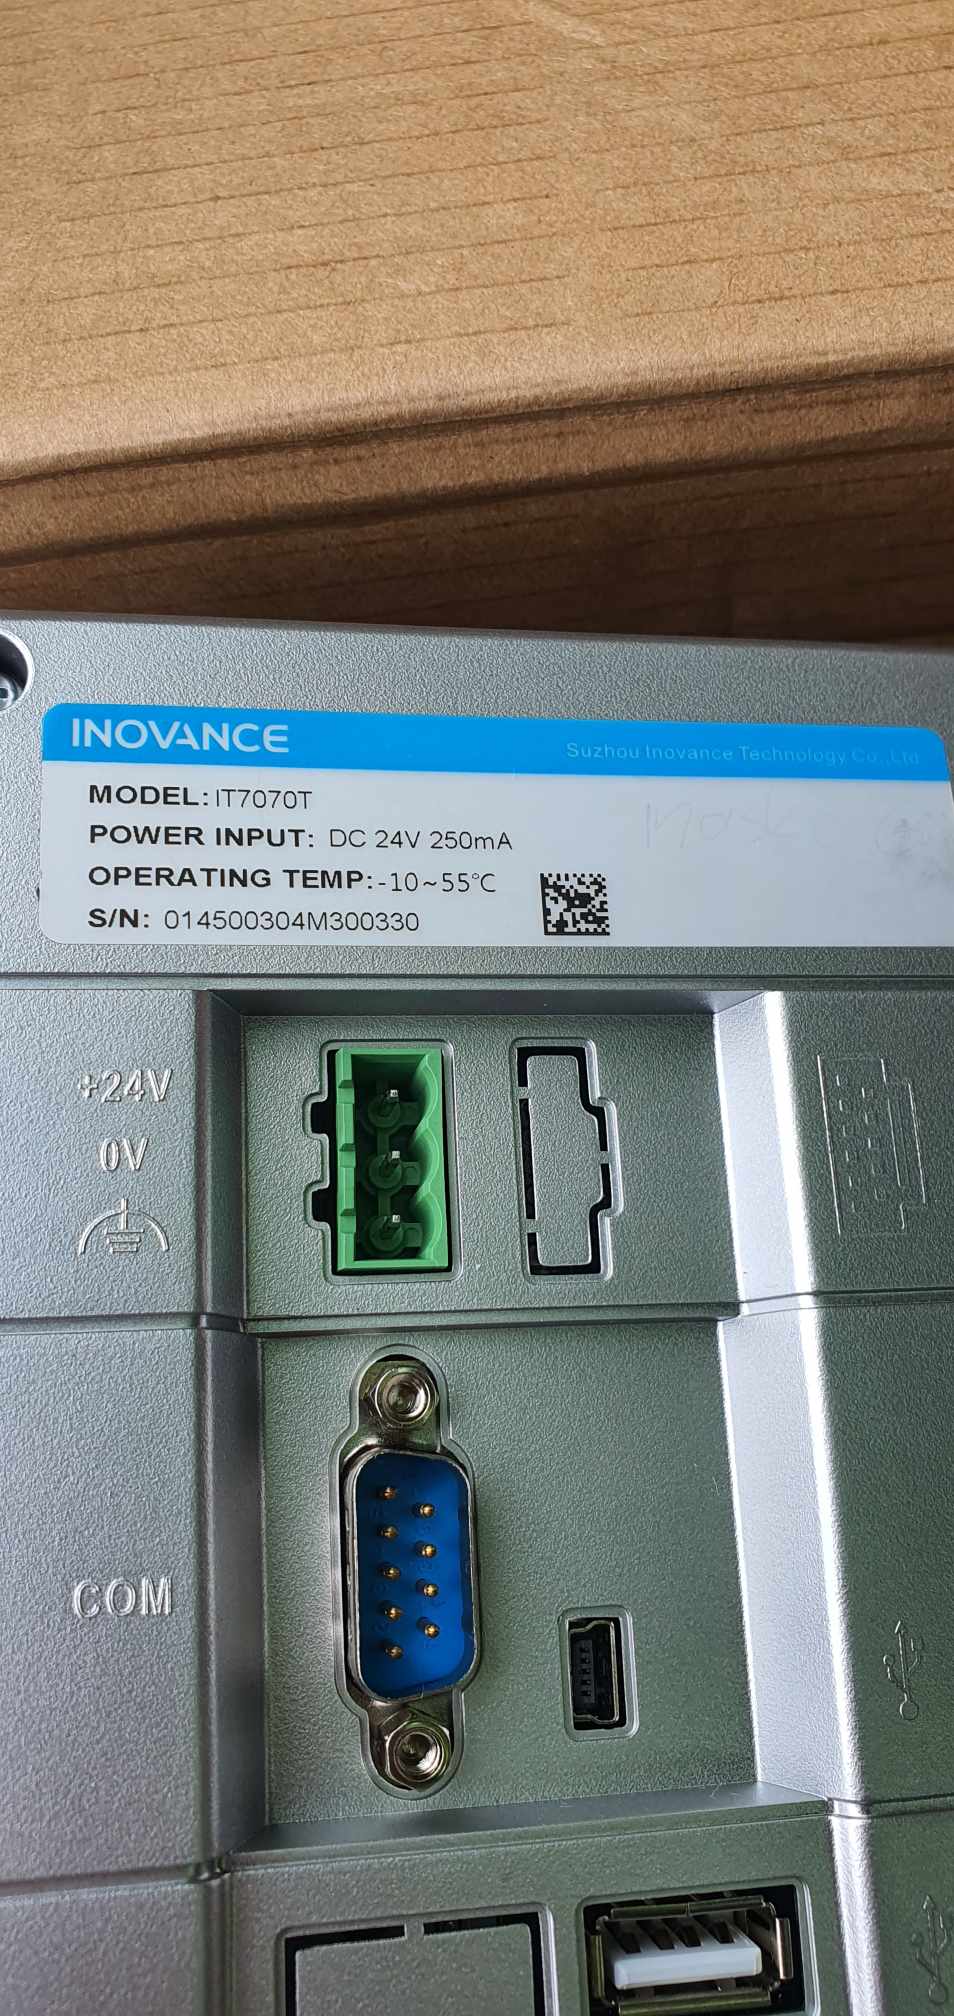 INOVANCE
Suzhou Inovance Technology Co.,Ltd
MODEL: IT7070T
POWER INPUT: DC 24V 250mA
OPERATING TEMP:-10~55℃
S/N: 014500304M300330
+24V
0V
COM